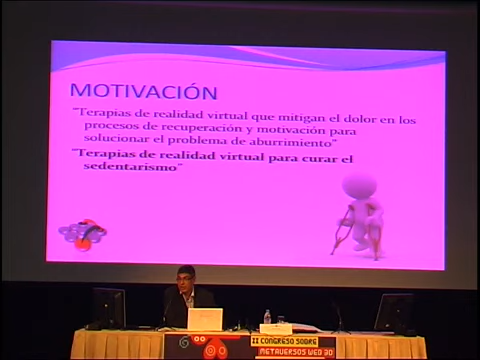 MOTIVACIÓN
"Terapias de realidad virtual que mitigan el dolor en los
procesos de recuperación y motivación para
solucionar el problema de aburrimiento"
"Terapias de realidad virtual para curar el
sedentarismo"
II CONGRESO SOBRE
METAVERSOS WEB 3D